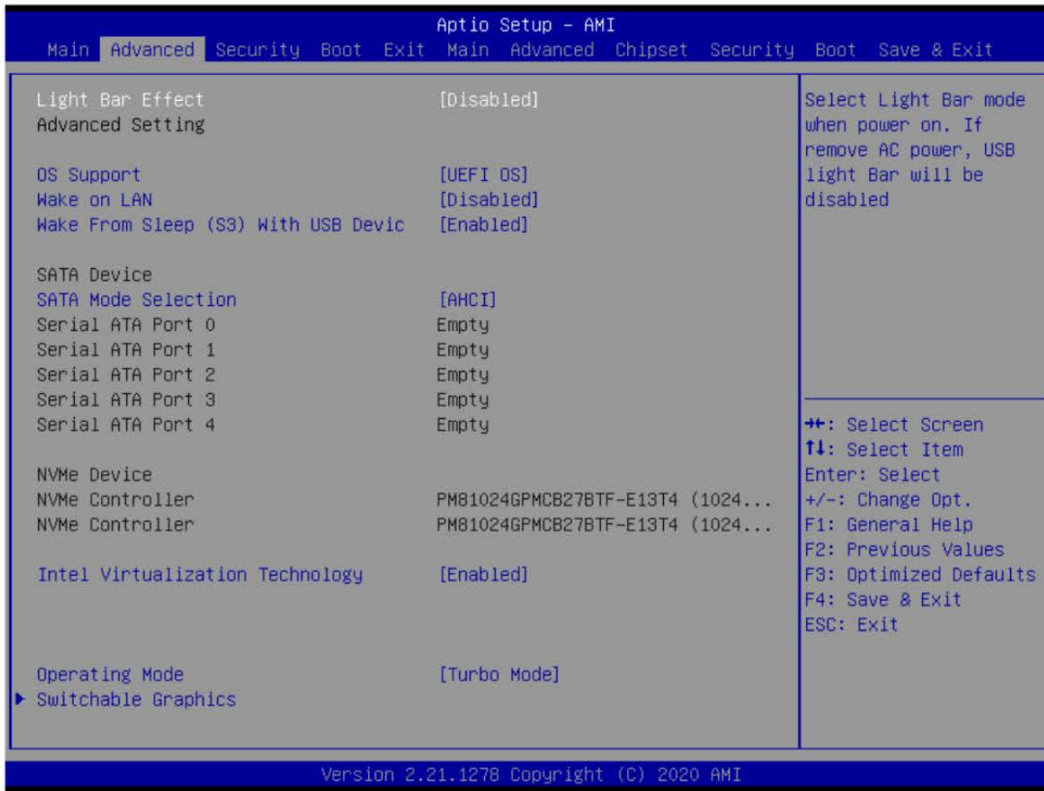 Aptio Setup - AMI
Main Advanced Security Boot Exit Main Advanced Chipset Security Boot Save & Exit
Light Bar Effect [Disabled]
Advanced Setting
OS Support [UEFI OS]
Wake on LAN [Disabled]
Wake From Sleep (S3) With USB Devic [Enabled]
SATA Device
SATA Mode Selection [AHCI]
Serial ATA Port 0 Empty
Serial ATA Port 1 Empty
Serial ATA Port 2 Empty
Serial ATA Port 3 Empty
Serial ATA Port 4 Empty
NVMe Device
NVMe Controller PM81024GPMCB27BTF-E13T4 (1024...
NVMe Controller PM81024GPMCB27BTF-E13T4 (1024...
Intel Virtualization Technology [Enabled]
Operating Mode [Turbo Mode]
Switchable Graphics
Select Light Bar mode
when power on. If
remove AC power, USB
light Bar will be
disabled
→←: Select Screen
↑↓: Select Item
Enter: Select
+/-: Change Opt.
F1: General Help
F2: Previous Values
F3: Optimized Defaults
F4: Save & Exit
ESC: Exit
Version 2.21.1278 Copyright (C) 2020 AMI